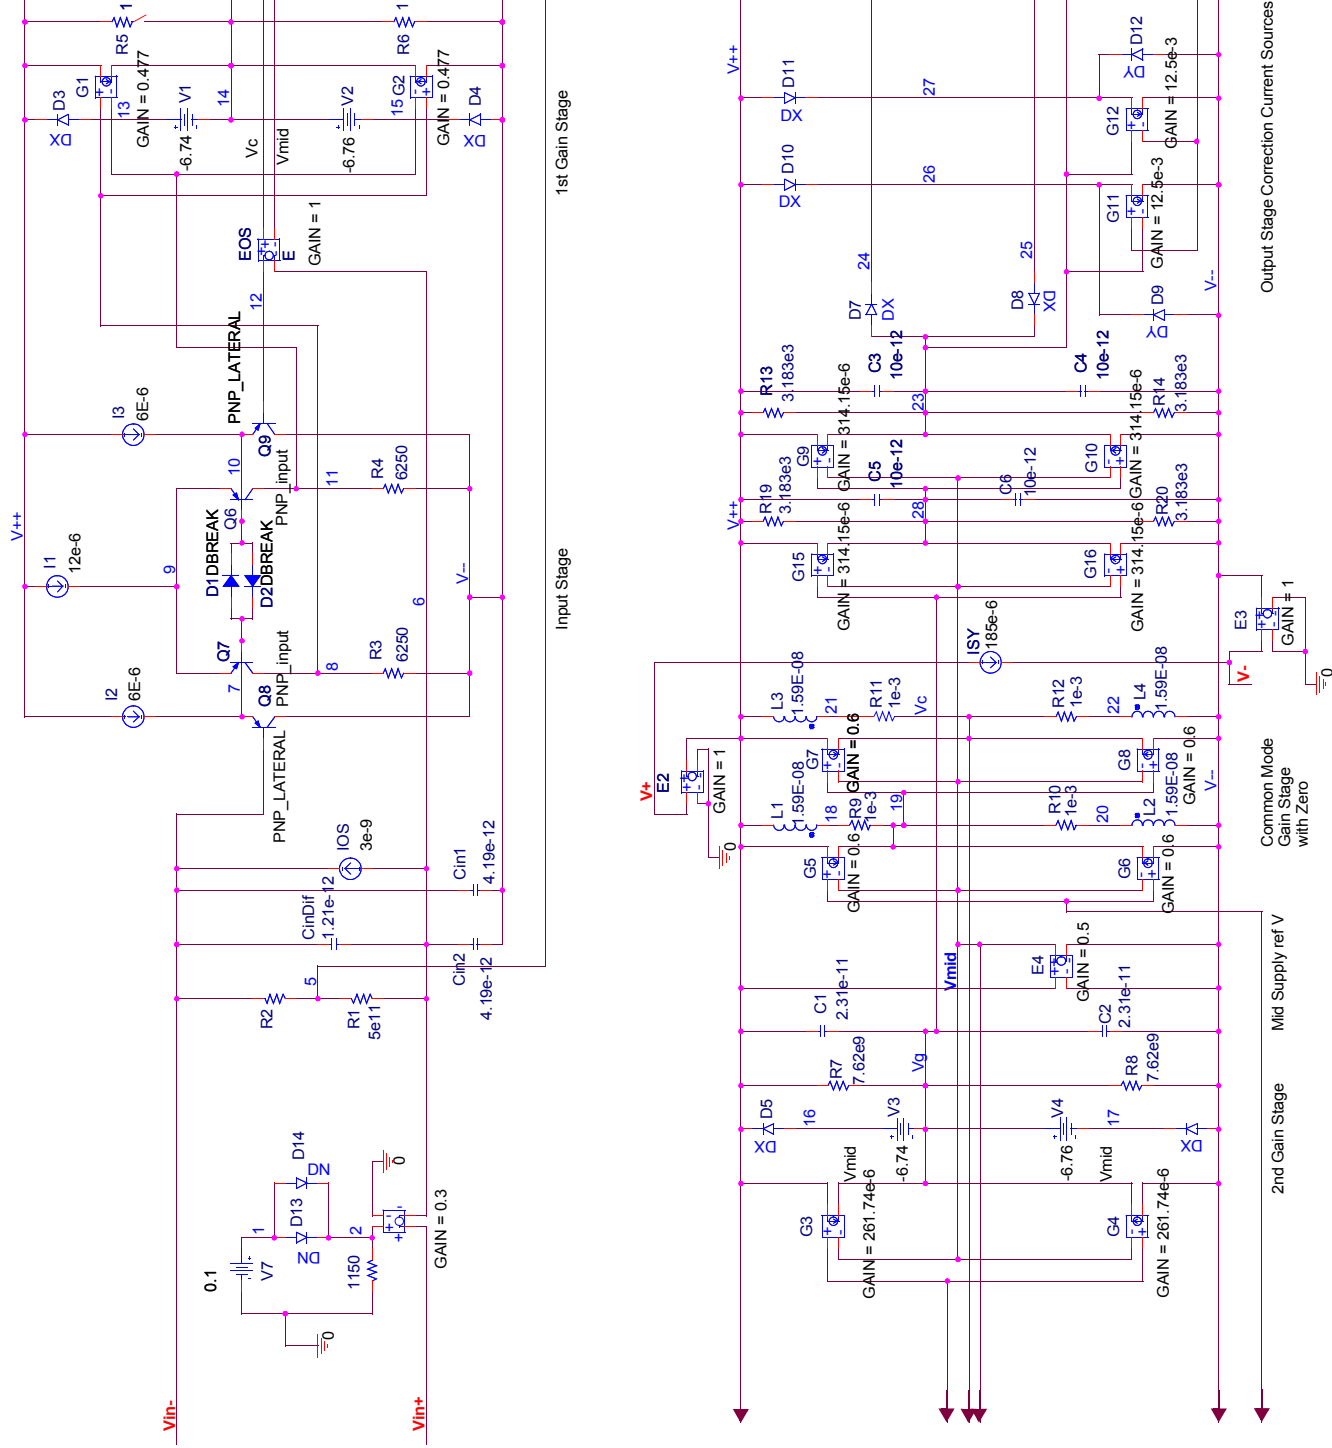 R5 1
R6 1
G1
GAIN = 0.477
G2
GAIN = 0.477
D3
DX
13
V1
-6.74
14
V2
-6.76
15
D4
DX
Vc
Vmid
1st Gain Stage
EOS
E
GAIN = 1
12
PNP_LATERAL
I3
6E-6
Q9
10
Q6
PNP_input
11
R4
6250
V++
I1
12e-6
9
D1
DBREAK
D2
DBREAK
6
V--
Input Stage
Q7
PNP_input
8
R3
6250
I2
6E-6
7
Q8
PNP_LATERAL
IOS
3e-9
Cin1
4.19e-12
CinDif
1.21e-12
Cin2
4.19e-12
5
R2
R1
5e11
D14
DN
D13
DN
1
2
0
V7
0.1
1150
GAIN = 0.3
0
Vin-
Vin+
V++
D11
DX
27
D12
DY
G12
GAIN = 12.5e-3
D10
DX
26
G11
GAIN = 12.5e-3
Output Stage Correction Current Sources
24
25
D7
DX
D8
DX
D9
DY
V--
R13
3.183e3
C3
10e-12
C4
10e-12
R14
3.183e3
23
G9
GAIN = 314.15e-6
G10
GAIN = 314.15e-6
C5
10e-12
C6
10e-12
V++
R19
3.183e3
28
R20
3.183e3
G15
GAIN = 314.15e-6
G16
GAIN = 314.15e-6
E3
GAIN = 1
0
ISY
185e-6
V-
L3
1.59E-08
21
R11
1e-3
Vc
R12
1e-3
22
L4
1.59E-08
V+
E2
GAIN = 1
0
G7
GAIN = 0.6
G8
GAIN = 0.6
V--
L1
1.59E-08
18
R9
1e-3
19
R10
1e-3
20
L2
1.59E-08
Common Mode
Gain Stage
with Zero
G5
GAIN = 0.6
G6
GAIN = 0.6
Vmid
E4
GAIN = 0.5
Mid Supply ref V
C1
2.31e-11
C2
2.31e-11
Vg
R7
7.62e9
R8
7.62e9
D5
DX
16
V3
-6.74
V4
-6.76
17
DX
2nd Gain Stage
Vmid
Vmid
G3
GAIN = 261.74e-6
G4
GAIN = 261.74e-6